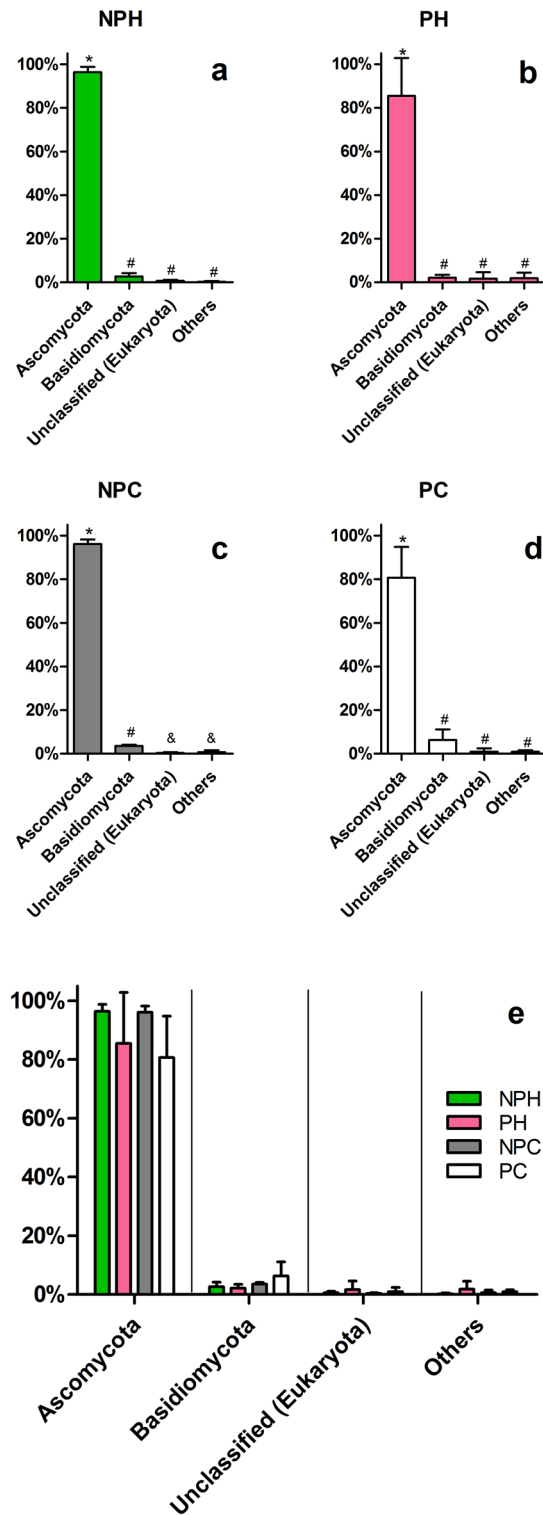 NPH
a
100%
80%
60%
40%
20%
0%
*
#
#
#
Ascomycota
Basidiomycota
Unclassified (Eukaryota)
Others
PH
b
100%
80%
60%
40%
20%
0%
*
#
#
#
Ascomycota
Basidiomycota
Unclassified (Eukaryota)
Others
NPC
c
100%
80%
60%
40%
20%
0%
*
#
&
&
Ascomycota
Basidiomycota
Unclassified (Eukaryota)
Others
PC
d
100%
80%
60%
40%
20%
0%
*
#
#
#
Ascomycota
Basidiomycota
Unclassified (Eukaryota)
Others
e
100%
80%
60%
40%
20%
0%
NPH
PH
NPC
PC
Ascomycota
Basidiomycota
Unclassified (Eukaryota)
Others